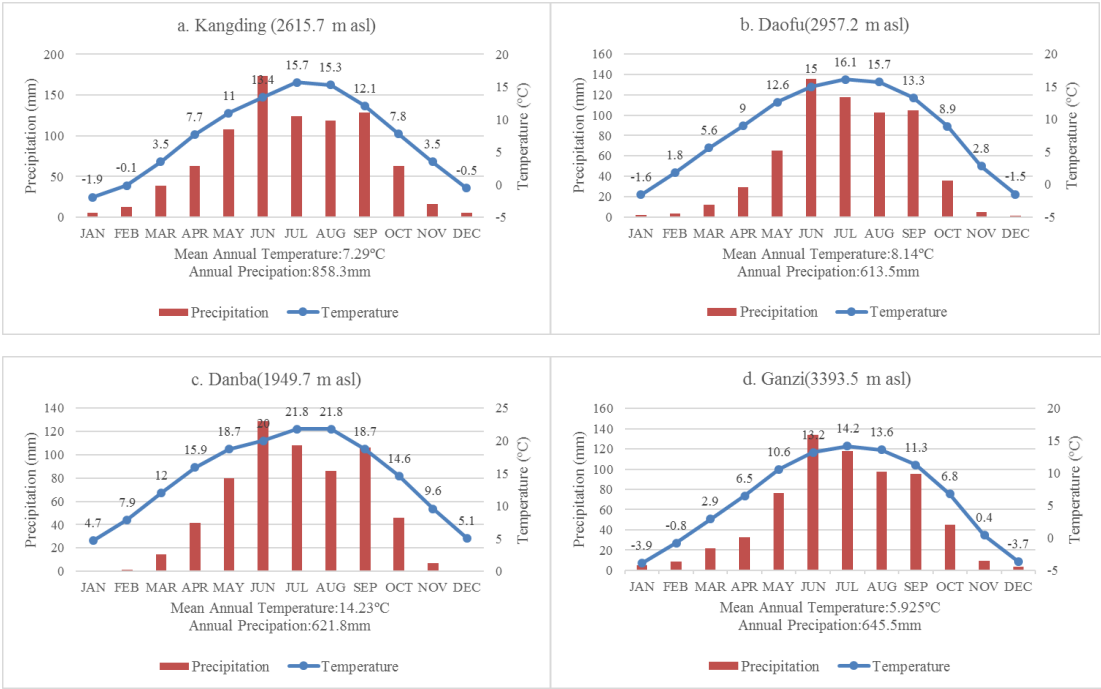 a. Kangding (2615.7 m asl)
200
150
100
50
0
Precipitation (mm)
20
15
10
5
0
-5
Temperature (°C)
-1.9 -0.1 3.5 7.7 11 13.4 15.7 15.3 12.1 7.8 3.5 -0.5
JAN FEB MAR APR MAY JUN JUL AUG SEP OCT NOV DEC
Mean Annual Temperature:7.29°C
Annual Precipation:858.3mm
Precipitation Temperature
b. Daofu(2957.2 m asl)
160
140
120
100
80
60
40
20
0
Precipitation (mm)
20
15
10
5
0
-5
Temperature (°C)
-1.6 1.8 5.6 9 12.6 15 16.1 15.7 13.3 8.9 2.8 -1.5
JAN FEB MAR APR MAY JUN JUL AUG SEP OCT NOV DEC
Mean Annual Temperature:8.14°C
Annual Precipation:613.5mm
Precipitation Temperature
c. Danba(1949.7 m asl)
140
120
100
80
60
40
20
0
Precipitation (mm)
25
20
15
10
5
0
Temperature (°C)
4.7 7.9 12 15.9 18.7 20 21.8 21.8 18.7 14.6 9.6 5.1
JAN FEB MAR APR MAY JUN JUL AUG SEP OCT NOV DEC
Mean Annual Temperature:14.23°C
Annual Precipation:621.8mm
Precipitation Temperature
d. Ganzi(3393.5 m asl)
160
140
120
100
80
60
40
20
0
Precipitation (mm)
20
15
10
5
0
-5
Temperature (°C)
-3.9 -0.8 2.9 6.5 10.6 13.2 14.2 13.6 11.3 6.8 0.4 -3.7
JAN FEB MAR APR MAY JUN JUL AUG SEP OCT NOV DEC
Mean Annual Temperature:5.925°C
Annual Precipation:645.5mm
Precipitation Temperature